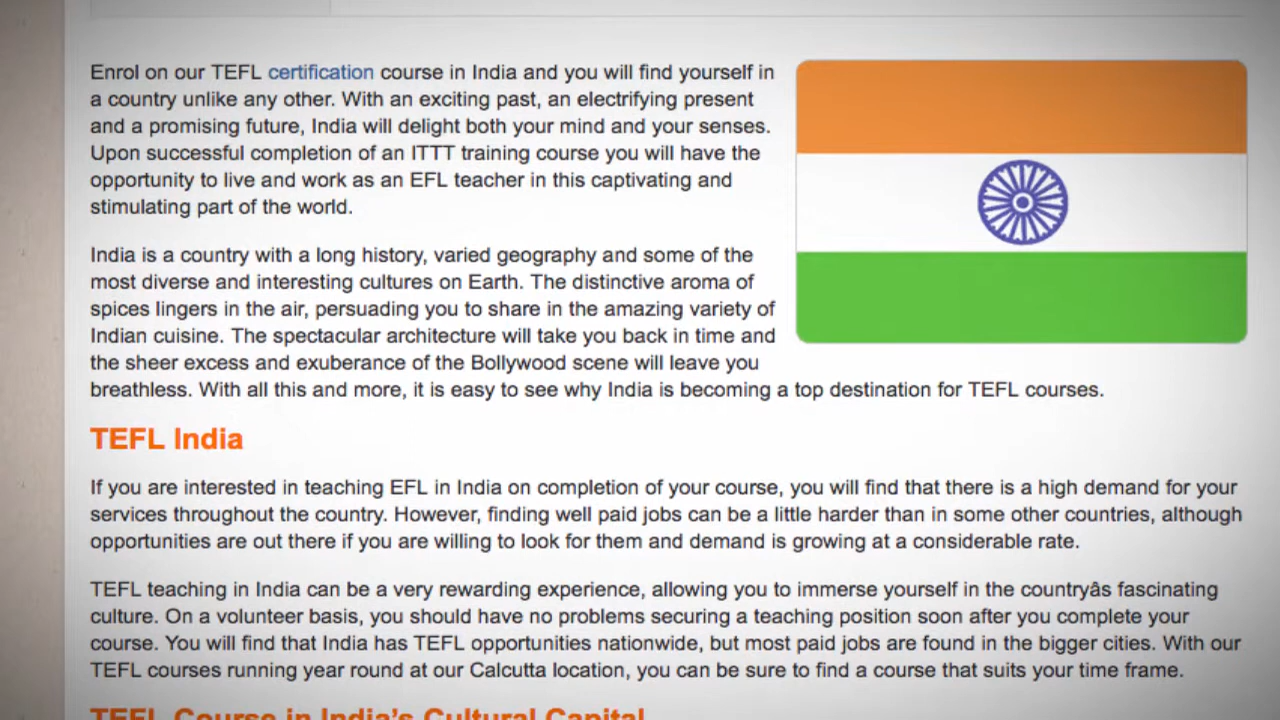 Enrol on our TEFL certification course in India and you will find yourself in
a country unlike any other. With an exciting past, an electrifying present
and a promising future, India will delight both your mind and your senses.
Upon successful completion of an ITTT training course you will have the
opportunity to live and work as an EFL teacher in this captivating and
stimulating part of the world.
India is a country with a long history, varied geography and some of the
most diverse and interesting cultures on Earth. The distinctive aroma of
spices lingers in the air, persuading you to share in the amazing variety of
Indian cuisine. The spectacular architecture will take you back in time and
the sheer excess and exuberance of the Bollywood scene will leave you
breathless. With all this and more, it is easy to see why India is becoming a top destination for TEFL courses.
TEFL India
If you are interested in teaching EFL in India on completion of your course, you will find that there is a high demand for your
services throughout the country. However, finding well paid jobs can be a little harder than in some other countries, although
opportunities are out there if you are willing to look for them and demand is growing at a considerable rate.
TEFL teaching in India can be a very rewarding experience, allowing you to immerse yourself in the countryâs fascinating
culture. On a volunteer basis, you should have no problems securing a teaching position soon after you complete your
course. You will find that India has TEFL opportunities nationwide, but most paid jobs are found in the bigger cities. With our
TEFL courses running year round at our Calcutta location, you can be sure to find a course that suits your time frame.
TEFL Course in India's Cultural Capital